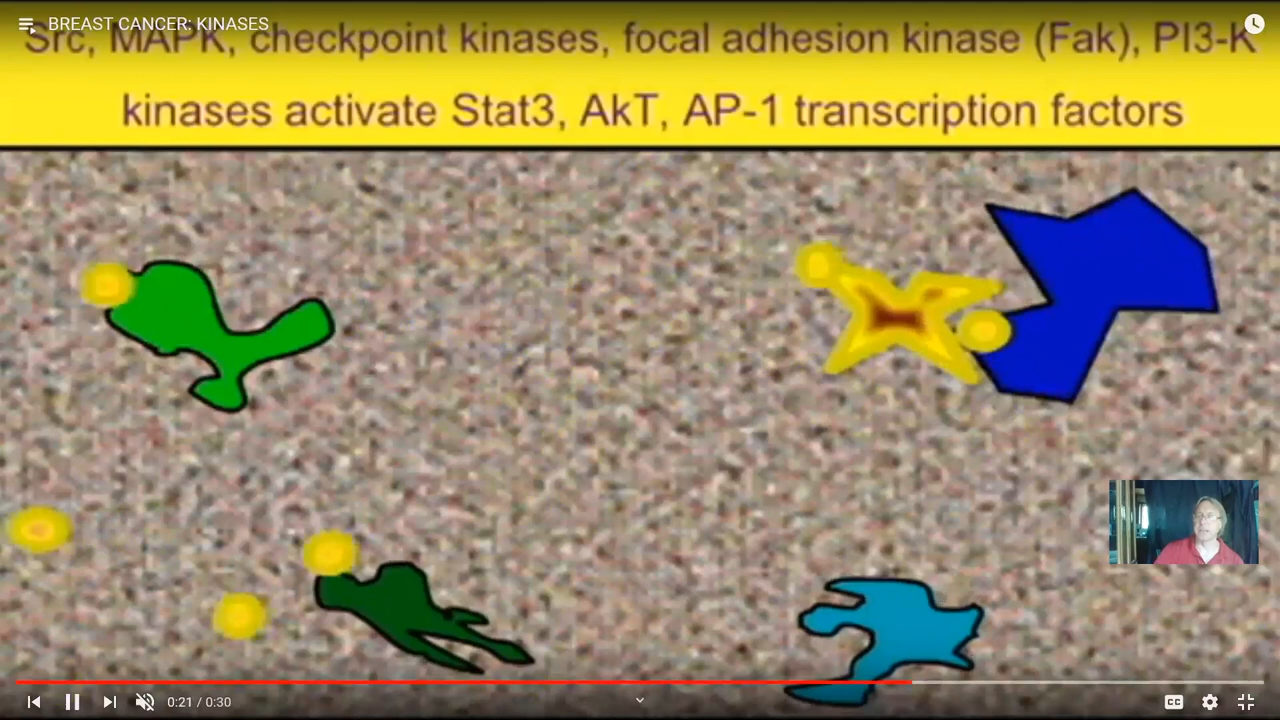 BREAST CANCER: KINASES
Src, MAPK, checkpoint kinases, focal adhesion kinase (Fak), PI3-K
kinases activate Stat3, AkT, AP-1 transcription factors
0:21 / 0:30
CC